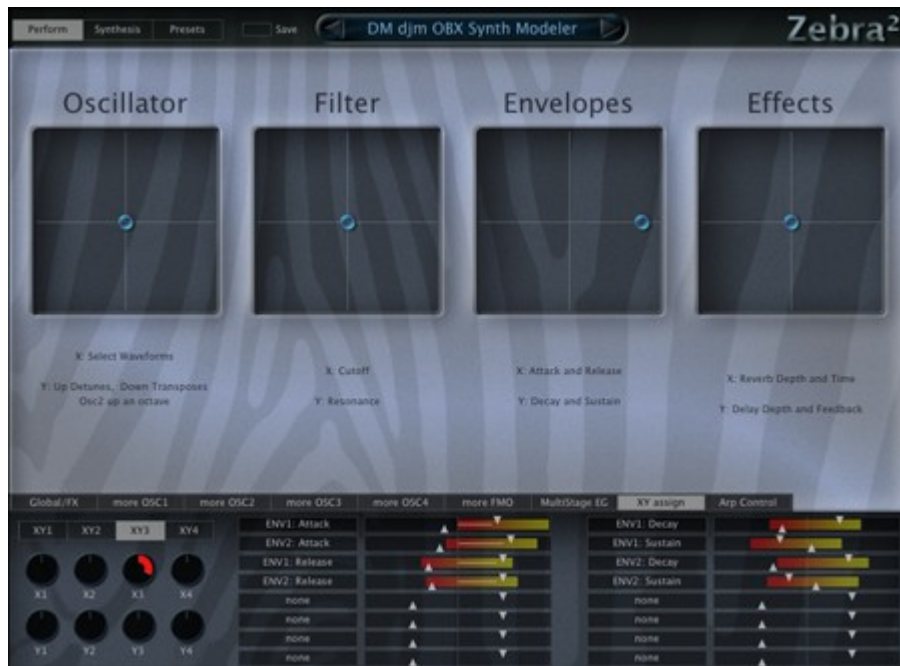 Perform Synthesis Presets Save DM djm OBX Synth Modeler Zebra²
Oscillator Filter Envelopes Effects
X: Select Waveforms
Y: Up Detunes, Down Transposes
Osc2 up an octave
X: Cutoff
Y: Resonance
X: Attack and Release
Y: Decay and Sustain
X: Reverb Depth and Time
Y: Delay Depth and Feedback
Global/FX more OSC1 more OSC2 more OSC3 more OSC4 more FMO MultiStage EG XY assign Arp Control
XY1 XY2 XY3 XY4
X1 X2 X3 X4
Y1 Y2 Y3 Y4
ENV1: Attack
ENV2: Attack
ENV1: Release
ENV2: Release
none
none
none
none
ENV1: Decay
ENV1: Sustain
ENV2: Decay
ENV2: Sustain
none
none
none
none